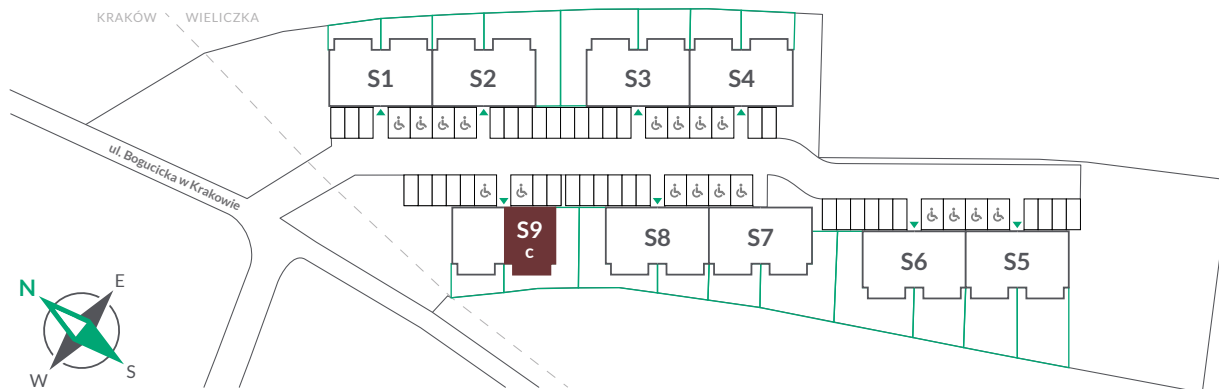 KRAKÓW WIELICZKA
S1
S2
S3
S4
ul. Bogucicka w Krakowie
S9
C
S8
S7
S6
S5
N
E
W
S